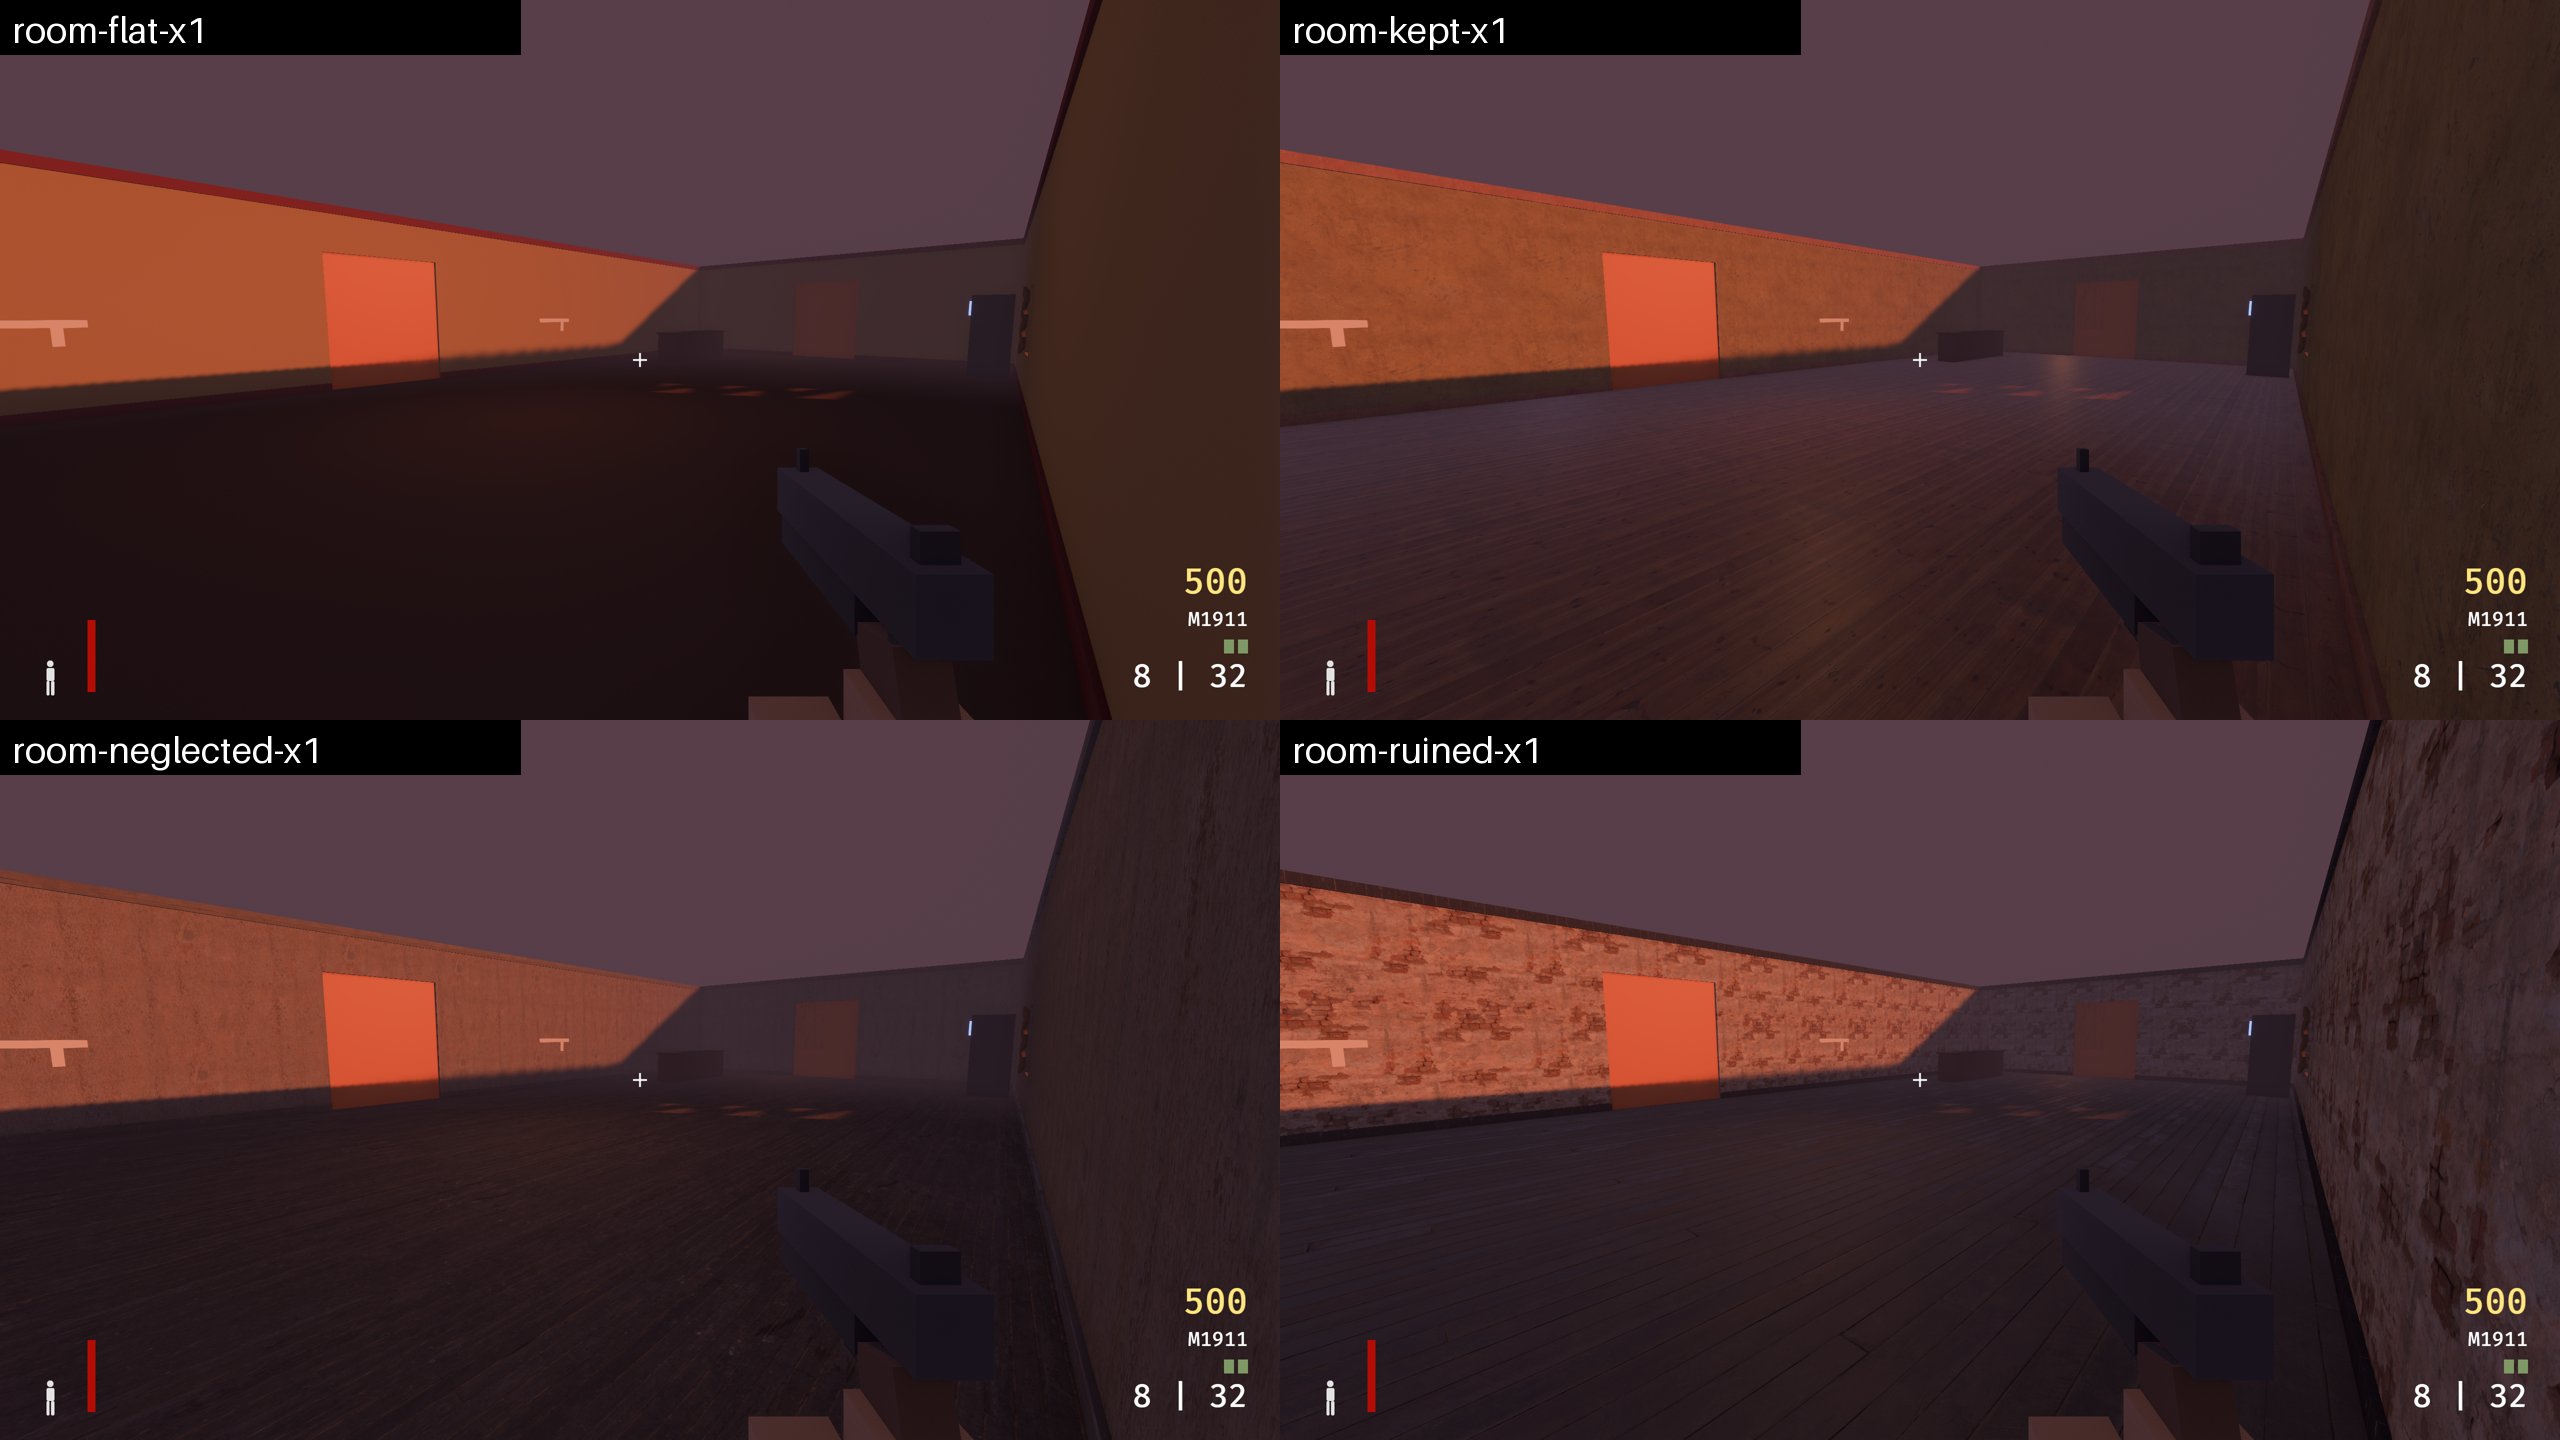 room-flat-x1
500
M1911
8 | 32
room-kept-x1
500
M1911
8 | 32
room-neglected-x1
500
M1911
8 | 32
room-ruined-x1
500
M1911
8 | 32